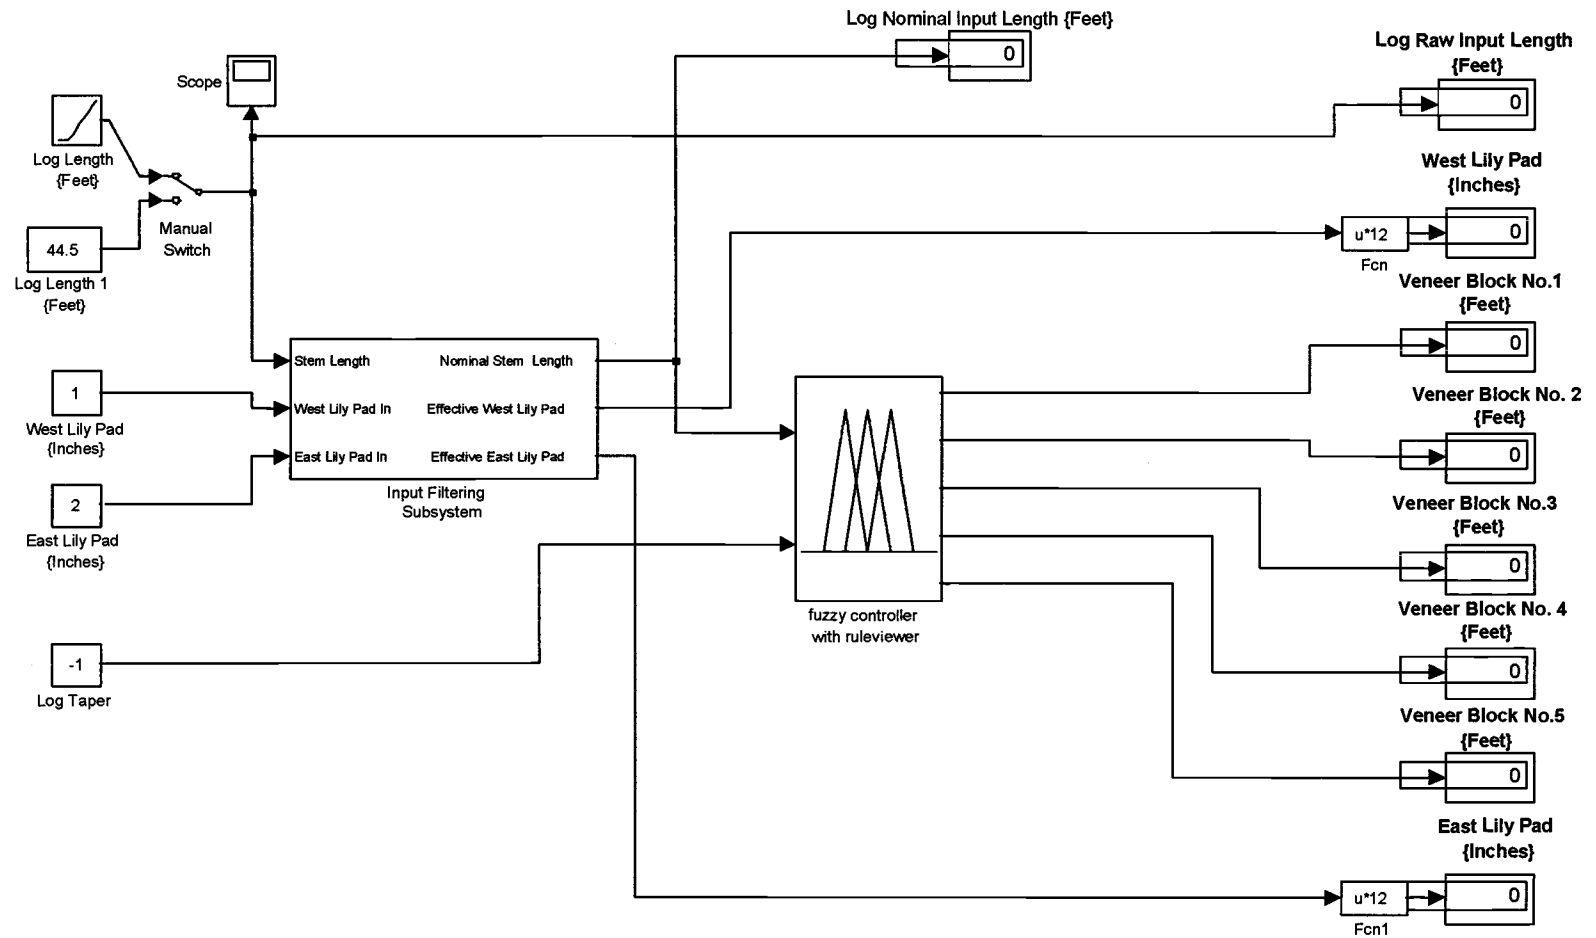 Log Nominal Input Length {Feet}
0
Log Raw Input Length
{Feet}
0
Scope
Log Length
{Feet}
Manual
Switch
44.5
Log Length 1
{Feet}
West Lily Pad
{Inches}
u*12
0
Fcn
Veneer Block No.1
{Feet}
0
Stem Length
Nominal Stem Length
West Lily Pad In
Effective West Lily Pad
East Lily Pad In
Effective East Lily Pad
Input Filtering
Subsystem
1
West Lily Pad
{Inches}
2
East Lily Pad
{Inches}
Veneer Block No. 2
{Feet}
0
Veneer Block No.3
{Feet}
0
fuzzy controller
with ruleviewer
Veneer Block No. 4
{Feet}
0
-1
Log Taper
Veneer Block No.5
{Feet}
0
East Lily Pad
{Inches}
u*12
0
Fcn1